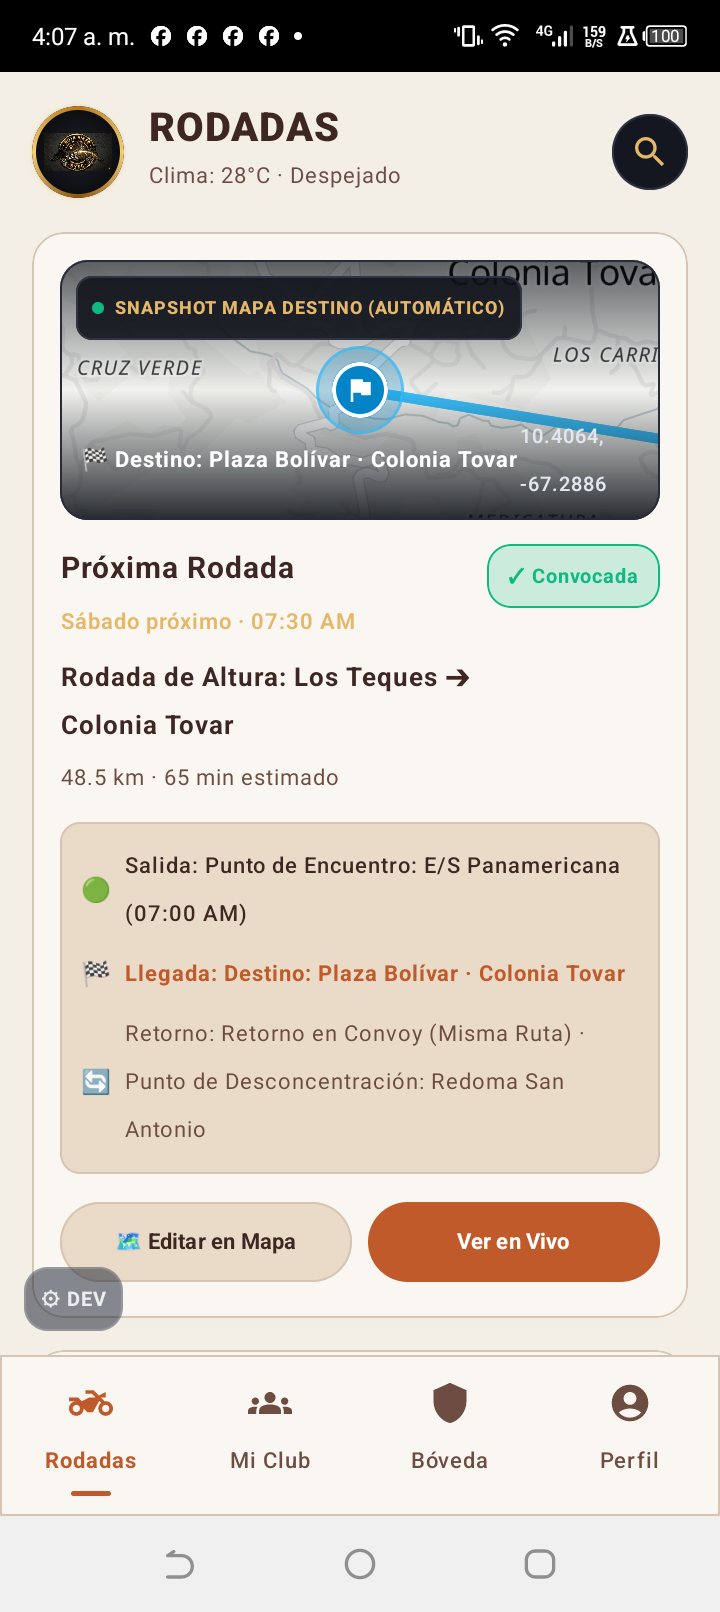 4:07 a. m.
4G
159
B/S
100
RODADAS
Clima: 28°C · Despejado
Colonia Tova
SNAPSHOT MAPA DESTINO (AUTOMÁTICO)
CRUZ VERDE
LOS CARRI
🏁 Destino: Plaza Bolívar · Colonia Tovar
10.4064,
-67.2886
Próxima Rodada
✓ Convocada
Sábado próximo · 07:30 AM
Rodada de Altura: Los Teques ➔
Colonia Tovar
48.5 km · 65 min estimado
🟢 Salida: Punto de Encuentro: E/S Panamericana
(07:00 AM)
🏁 Llegada: Destino: Plaza Bolívar · Colonia Tovar
Retorno: Retorno en Convoy (Misma Ruta) ·
🔄 Punto de Desconcentración: Redoma San
Antonio
🗺️ Editar en Mapa
Ver en Vivo
⚙ DEV
Rodadas
Mi Club
Bóveda
Perfil